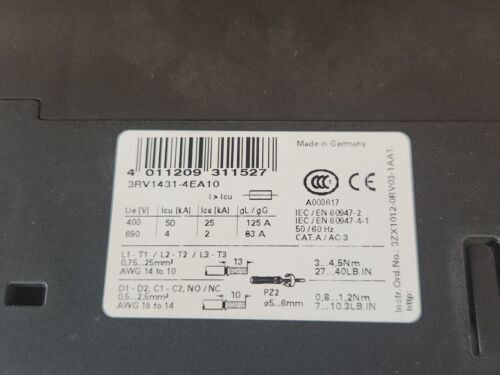 Made in Germany
4 011209 311527
3RV1431-4EA10
I > Icu
CCC
A003617
Ue [V] Icu [kA] Ics [kA] gL / gG
400 50 25 125 A
690 4 2 63 A
IEC / EN 60947-2
IEC / EN 60947-4-1
50 / 60 Hz
CAT. A / AC-3
L1 - T1 / L2 - T2 / L3 - T3
0,75...25mm²
AWG 14 to 10
13
3...4,5Nm
27...40LB.IN
D1 - D2, C1 - C2, NO / NC
0,5...2,5mm²
AWG 18 to 14
10
PZ2
ø5...6mm
0,8...1,2Nm
7...10.3LB.IN
Instr.Ord No.: 3ZX1012-0RV03-1AA1
http: